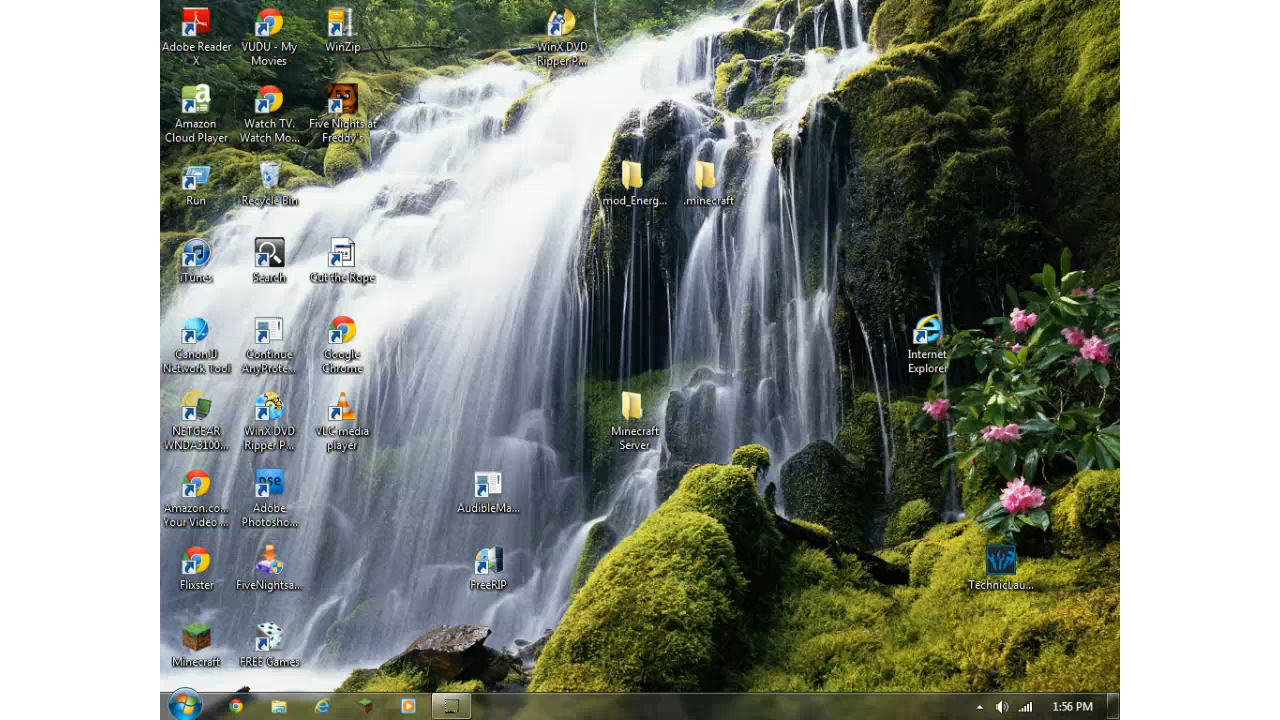 Adobe Reader
X
VUDU - My
Movies
WinZip
WinX DVD
Ripper P...
Amazon
Cloud Player
Watch TV.
Watch Mo...
Five Nights at
Freddy's
Run
Recycle Bin
mod_Energ...
.minecraft
iTunes
Search
Cut the Rope
Canon IJ
Network Tool
Continue
AnyProte...
Google
Chrome
Internet
Explorer
NETGEAR
WNDA3100...
WinX DVD
Ripper P...
VLC media
player
Minecraft
Server
Amazon.co...
Your Video ...
PSE
Adobe
Photosho...
AudibleMa...
Flixster
FiveNightsa...
FreeRIP
TechnicLau...
Minecraft
FREE Games
1:56 PM